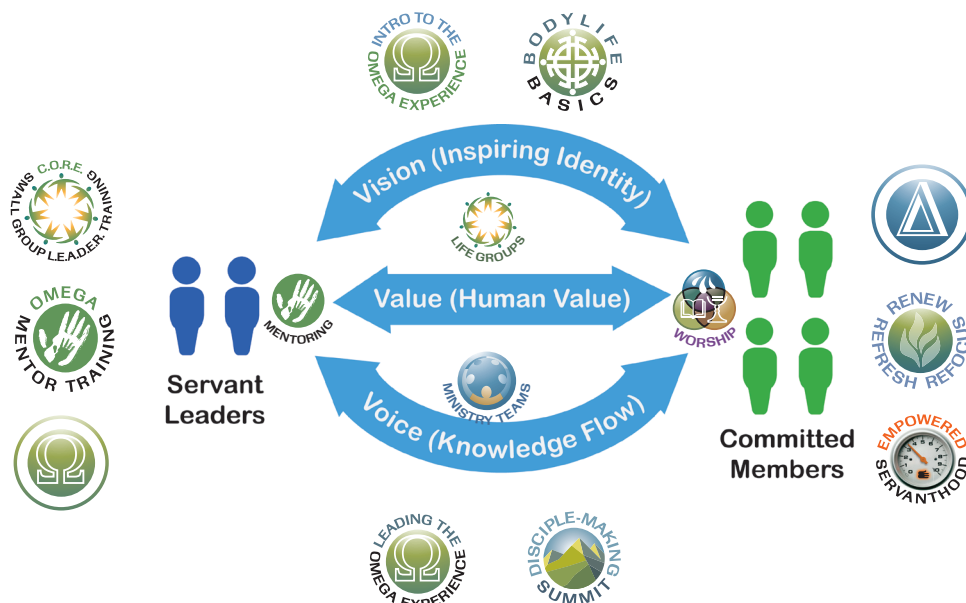 INTRO TO THE
OMEGA EXPERIENCE
BODYLIFE
BASICS
Vision (Inspiring Identity)
C.O.R.E.
SMALL GROUP L.E.A.D.E.R. TRAINING
LIFE GROUPS
Δ
OMEGA
MENTOR TRAINING
MENTORING
Value (Human Value)
WORSHIP
RENEW
REFRESH REFOCUS
Servant
Leaders
MINISTRY TEAMS
Voice (Knowledge Flow)
Committed
Members
Ω
EMPOWERED
SERVANTHOOD
LEADING THE
Ω
OMEGA EXPERIENCE
DISCIPLE-MAKING
SUMMIT